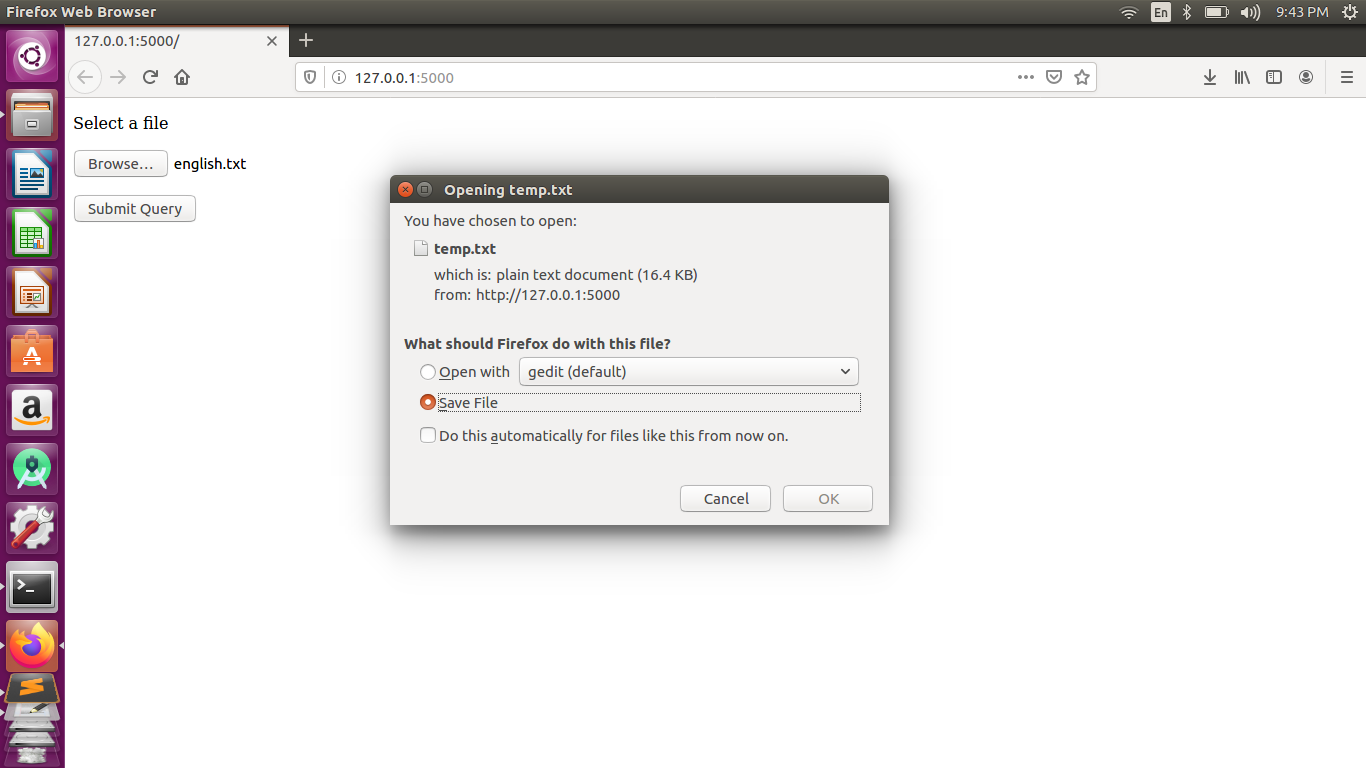 Firefox Web Browser
En
9:43 PM
127.0.0.1:5000/
127.0.0.1:5000
Select a file
Browse… english.txt
Submit Query
Opening temp.txt
You have chosen to open:
temp.txt
which is: plain text document (16.4 KB)
from: http://127.0.0.1:5000
What should Firefox do with this file?
Open with gedit (default)
Save File
Do this automatically for files like this from now on.
Cancel OK